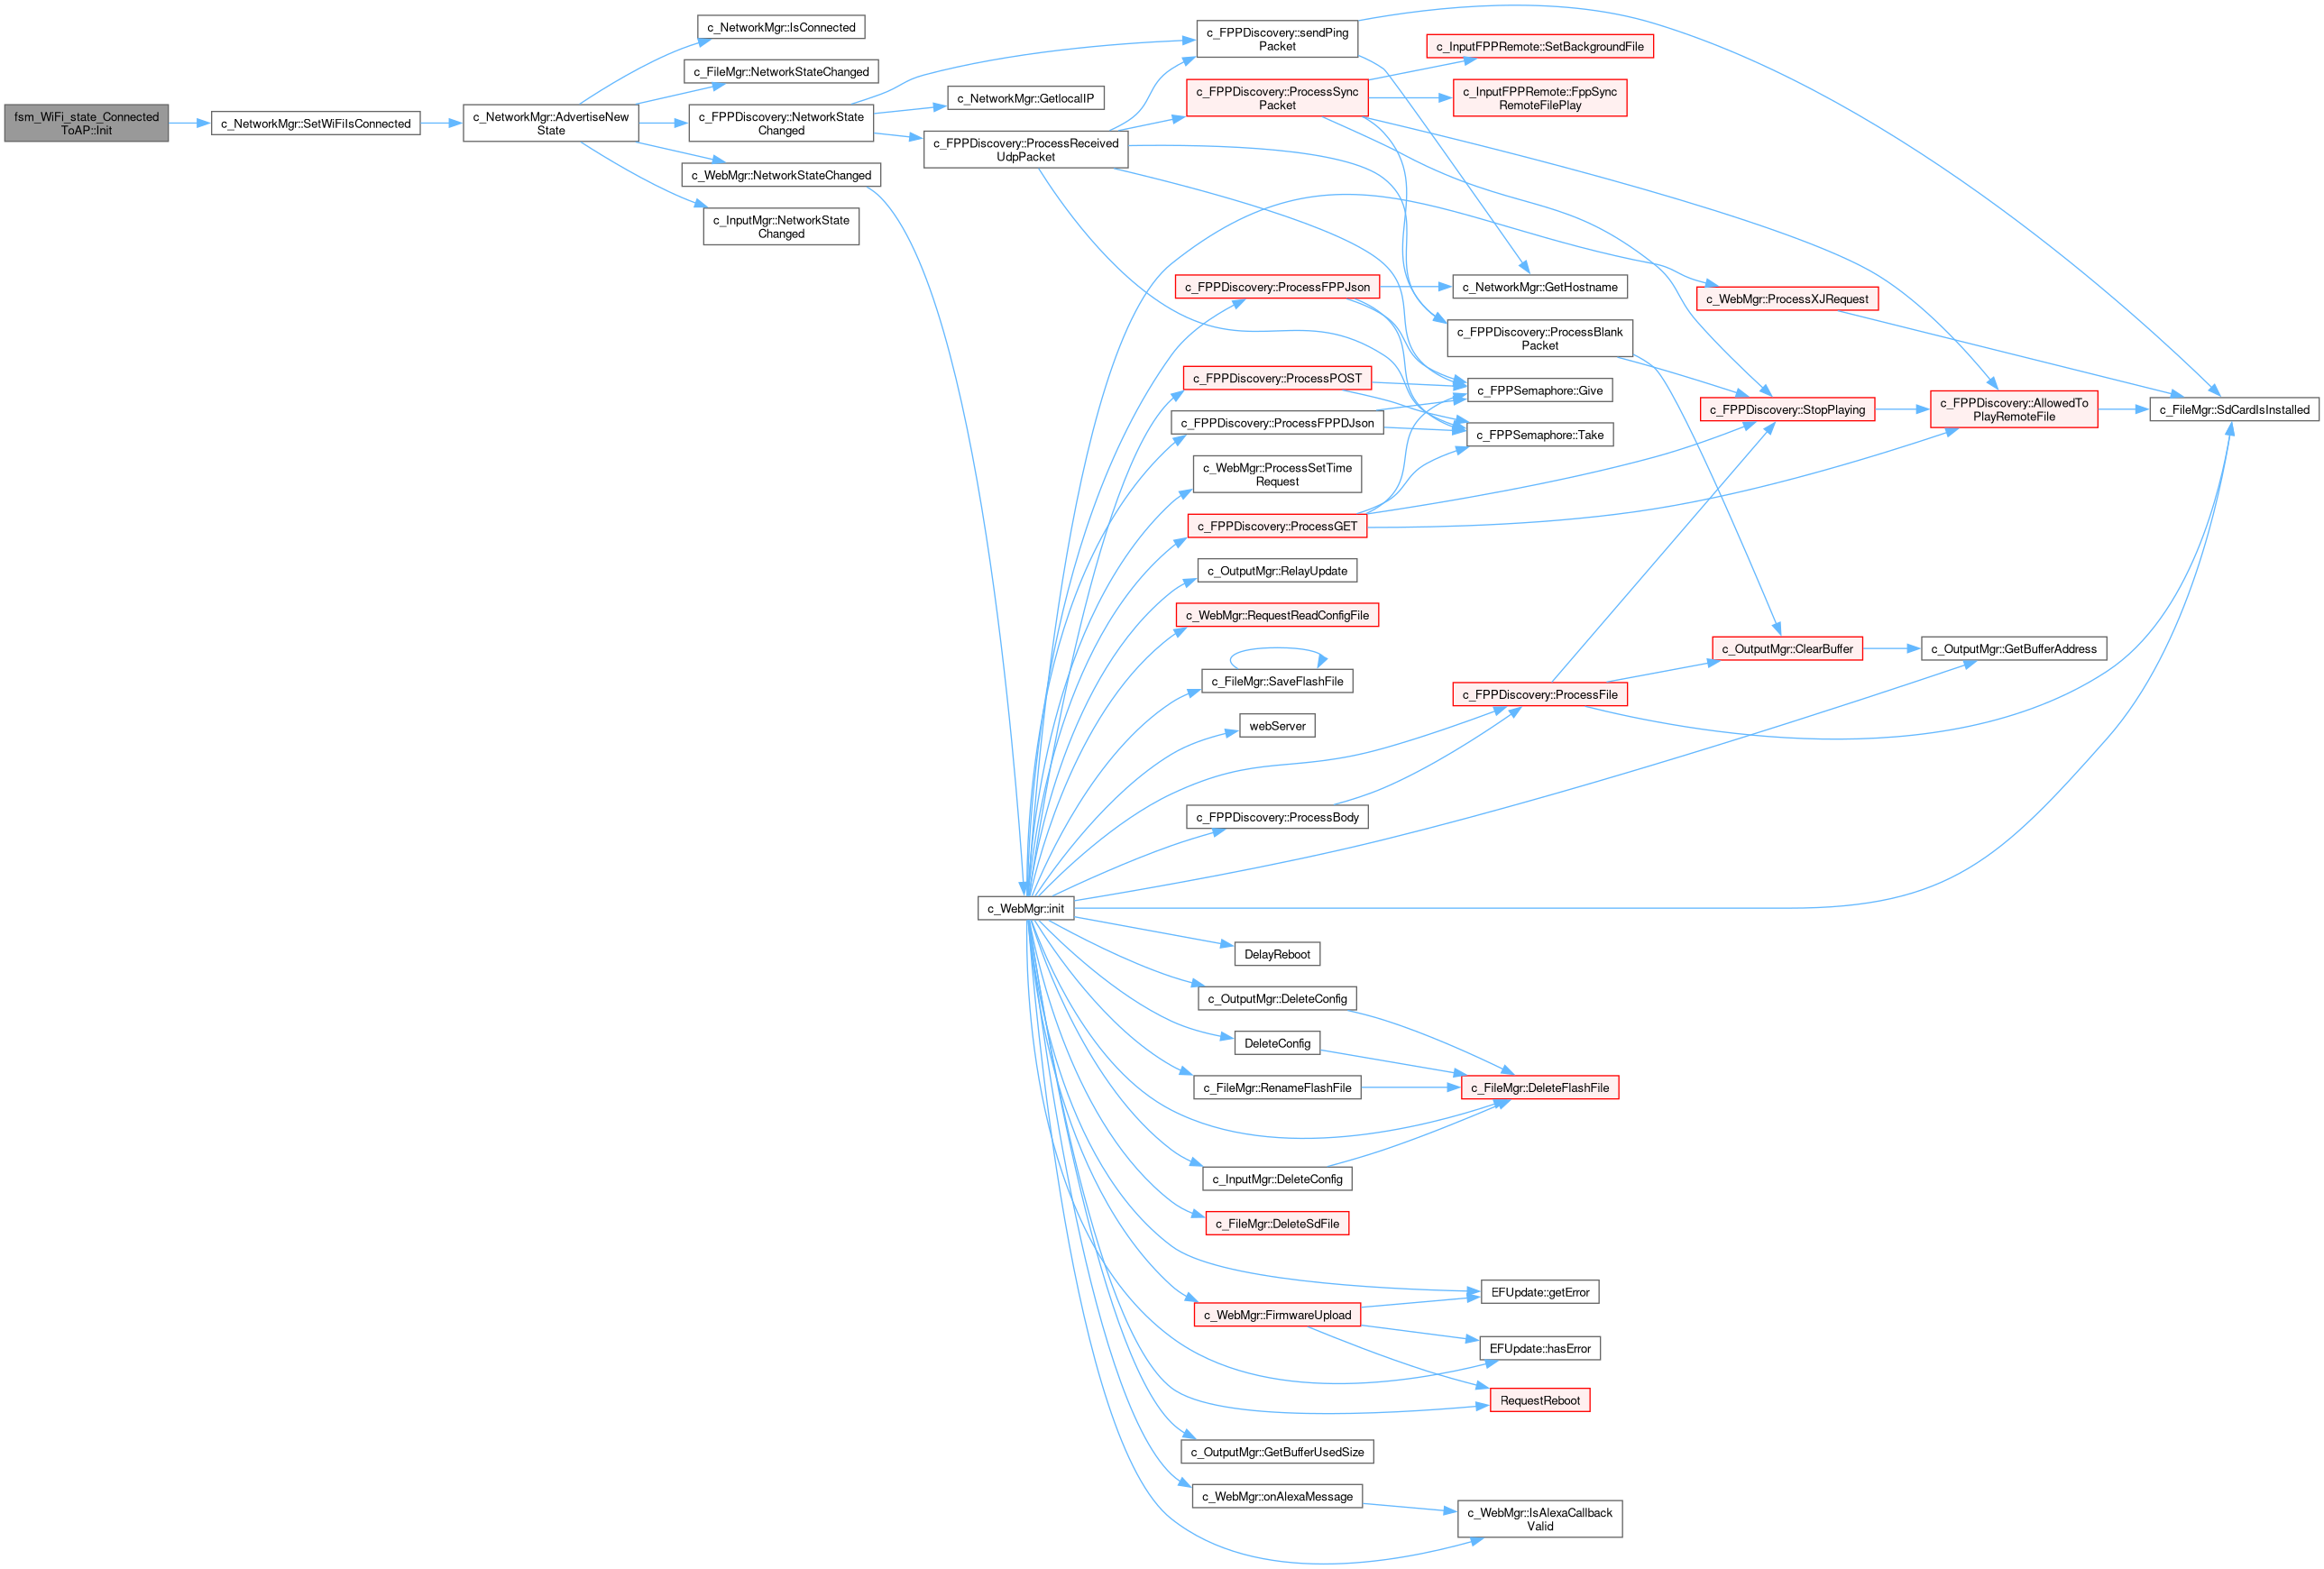 fsm_WiFi_state_Connected
ToAP::Init
c_NetworkMgr::SetWiFiIsConnected
c_NetworkMgr::AdvertiseNew
State
c_NetworkMgr::IsConnected
c_FileMgr::NetworkStateChanged
c_FPPDiscovery::NetworkState
Changed
c_WebMgr::NetworkStateChanged
c_InputMgr::NetworkState
Changed
c_NetworkMgr::GetlocalIP
c_FPPDiscovery::ProcessReceived
UdpPacket
c_WebMgr::init
c_FPPDiscovery::sendPing
Packet
c_FPPDiscovery::ProcessSync
Packet
c_FPPDiscovery::ProcessFPPJson
c_FPPDiscovery::ProcessPOST
c_FPPDiscovery::ProcessFPPDJson
c_WebMgr::ProcessSetTime
Request
c_FPPDiscovery::ProcessGET
c_OutputMgr::RelayUpdate
c_WebMgr::RequestReadConfigFile
c_FileMgr::SaveFlashFile
webServer
c_FPPDiscovery::ProcessBody
DelayReboot
c_OutputMgr::DeleteConfig
DeleteConfig
c_FileMgr::RenameFlashFile
c_InputMgr::DeleteConfig
c_FileMgr::DeleteSdFile
c_WebMgr::FirmwareUpload
c_OutputMgr::GetBufferUsedSize
c_WebMgr::onAlexaMessage
c_InputFPPRemote::SetBackgroundFile
c_InputFPPRemote::FppSync
RemoteFilePlay
c_NetworkMgr::GetHostname
c_FPPDiscovery::ProcessBlank
Packet
c_FPPSemaphore::Give
c_FPPSemaphore::Take
c_FPPDiscovery::ProcessFile
c_FileMgr::DeleteFlashFile
EFUpdate::getError
EFUpdate::hasError
RequestReboot
c_WebMgr::IsAlexaCallback
Valid
c_WebMgr::ProcessXJRequest
c_FPPDiscovery::StopPlaying
c_OutputMgr::ClearBuffer
c_FPPDiscovery::AllowedTo
PlayRemoteFile
c_OutputMgr::GetBufferAddress
c_FileMgr::SdCardIsInstalled